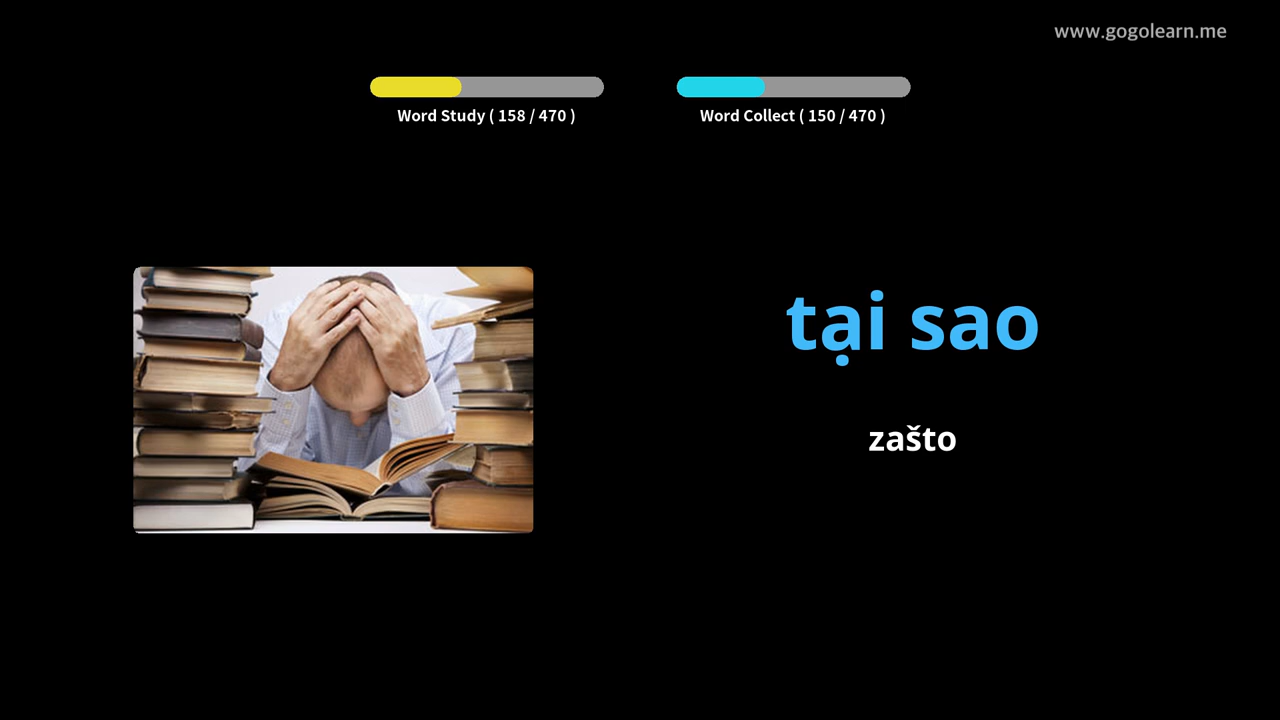 www.gogolearn.me
Word Study ( 158 / 470 )
Word Collect ( 150 / 470 )
tại sao
zašto